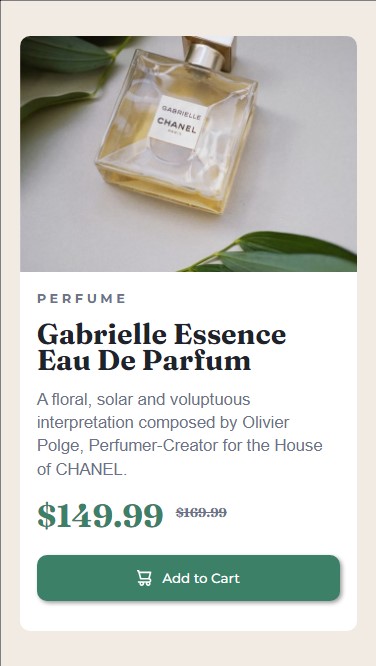 GABRIELLE
CHANEL
PARIS
PERFUME
Gabrielle Essence
Eau De Parfum
A floral, solar and voluptuous
interpretation composed by Olivier
Polge, Perfumer-Creator for the House
of CHANEL.
$149.99 $169.99
Add to Cart